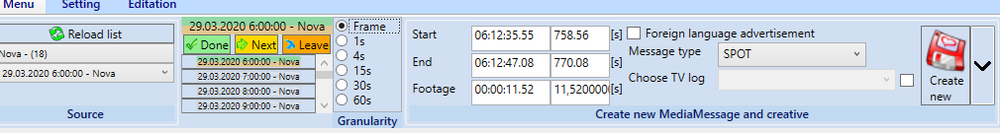 Menu Setting Editation
Reload list
Nova - (18)
29.03.2020 6:00:00 - Nova
Source
29.03.2020 6:00:00 - Nova
Done Next Leave
29.03.2020 6:00:00 - Nova
29.03.2020 7:00:00 - Nova
29.03.2020 8:00:00 - Nova
29.03.2020 9:00:00 - Nova
Frame
1s
4s
15s
30s
60s
Granularity
Start 06:12:35.55 758.56 [s]
End 06:12:47.08 770.08 [s]
Footage 00:00:11.52 11,5200000 [s]
Foreign language advertisement
Message type SPOT
Choose TV log
Create
new
Create new MediaMessage and creative